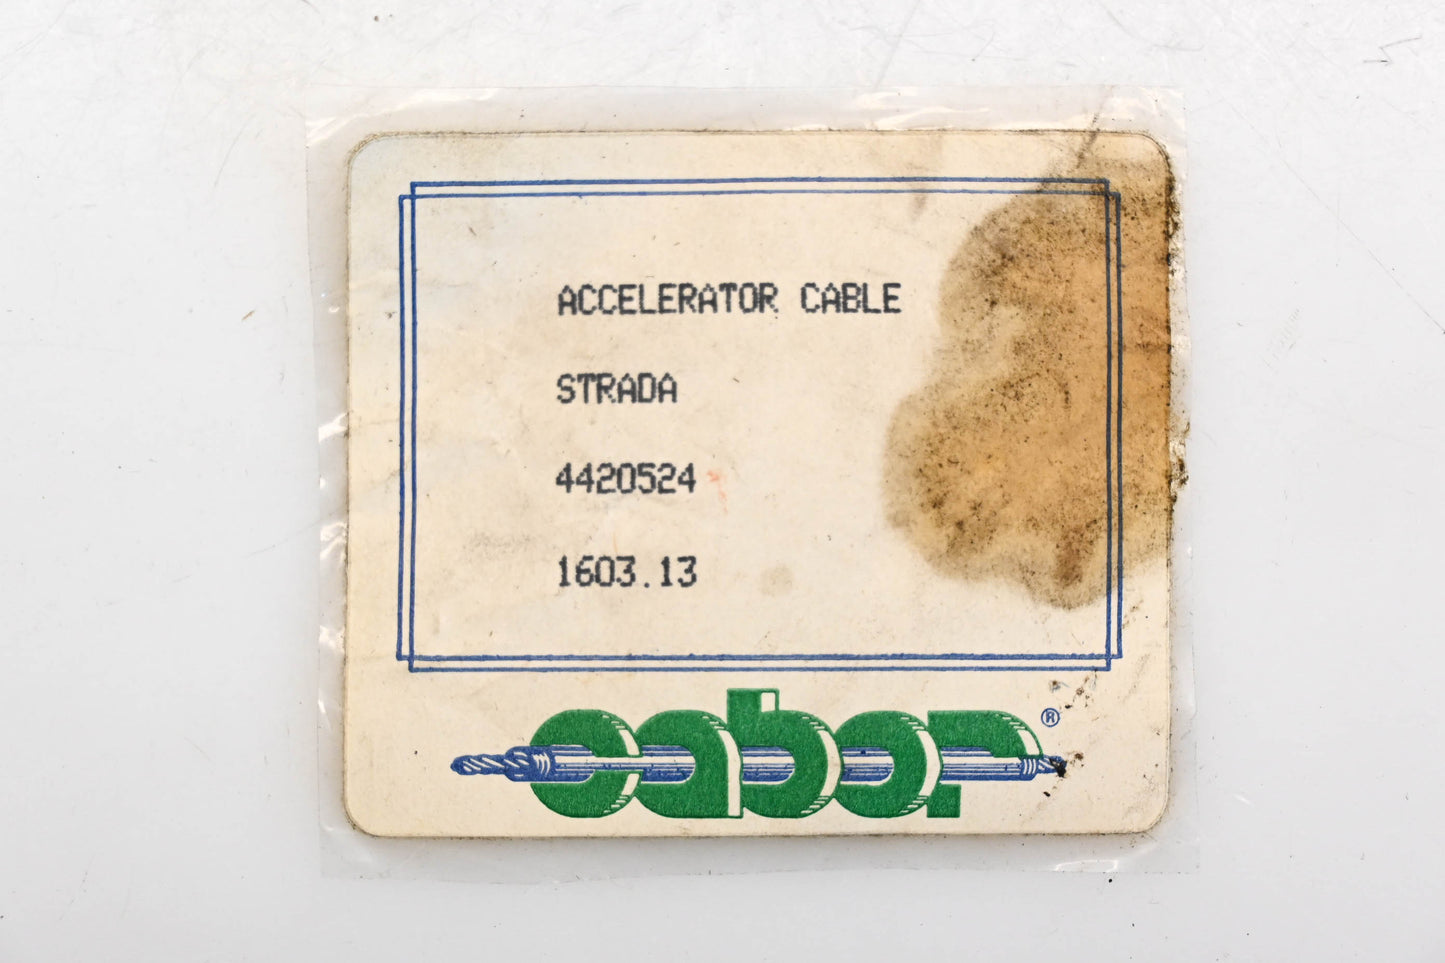 ACCELERATOR CABLE
STRADA
4420524
1603.13
cabor ®